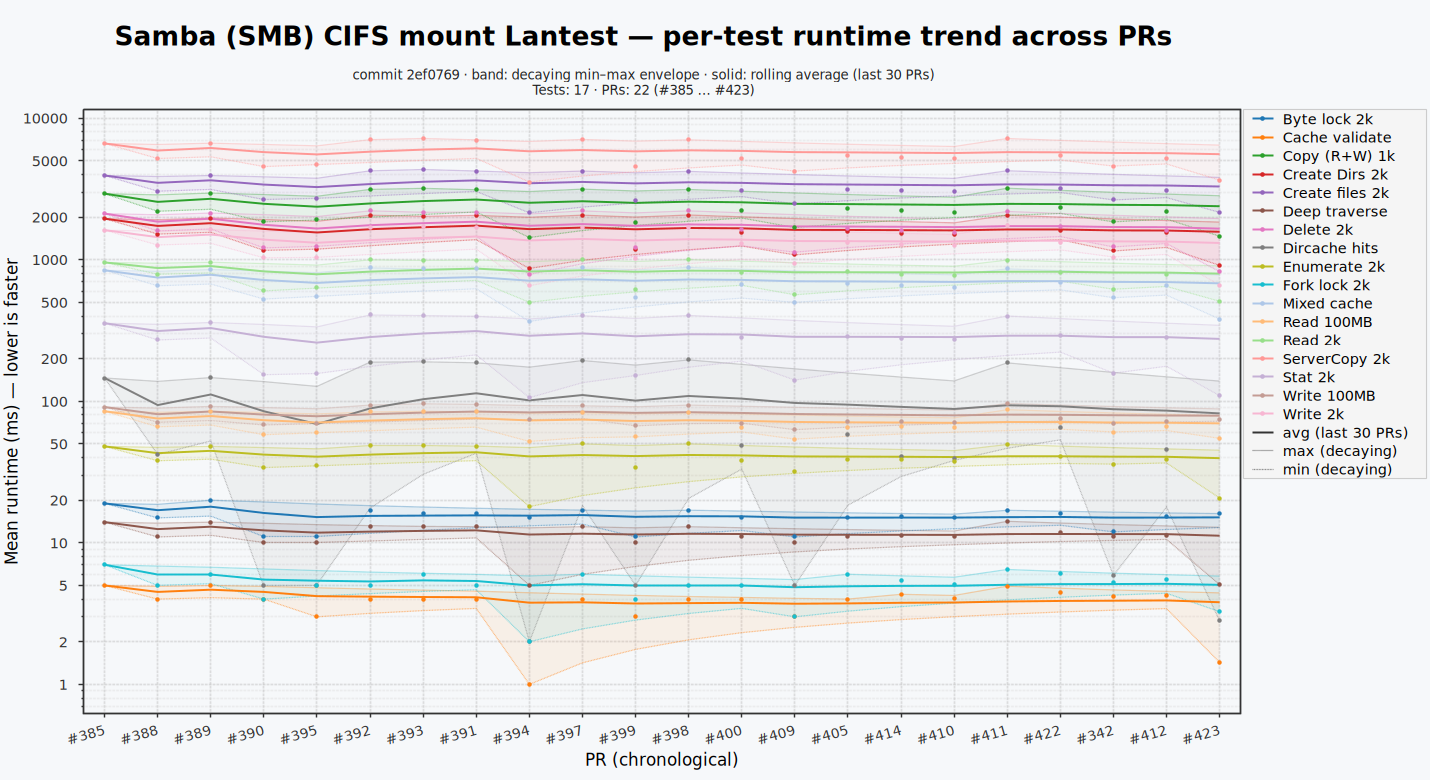 Samba (SMB) CIFS mount Lantest — per-test runtime trend across PRs
commit 2ef0769 · band: decaying min–max envelope · solid: rolling average (last 30 PRs)
Tests: 17 · PRs: 22 (#385 … #423)
Mean runtime (ms) — lower is faster
10000
5000
2000
1000
500
200
100
50
20
10
5
2
1
#385 #388 #389 #390 #395 #392 #393 #391 #394 #397 #399 #398 #400 #409 #405 #414 #410 #411 #422 #342 #412 #423
PR (chronological)
Byte lock 2k
Cache validate
Copy (R+W) 1k
Create Dirs 2k
Create files 2k
Deep traverse
Delete 2k
Dircache hits
Enumerate 2k
Fork lock 2k
Mixed cache
Read 100MB
Read 2k
ServerCopy 2k
Stat 2k
Write 100MB
Write 2k
avg (last 30 PRs)
max (decaying)
min (decaying)